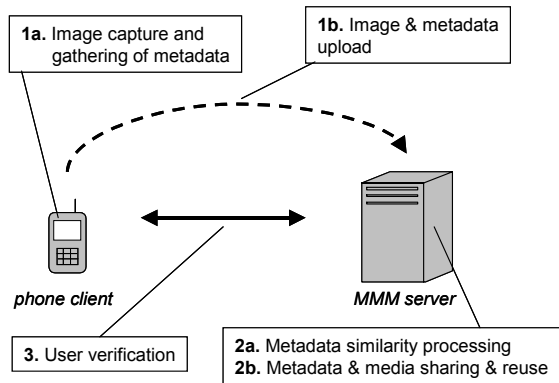 1a. Image capture and
gathering of metadata
1b. Image & metadata
upload
phone client
MMM server
3. User verification
2a. Metadata similarity processing
2b. Metadata & media sharing & reuse